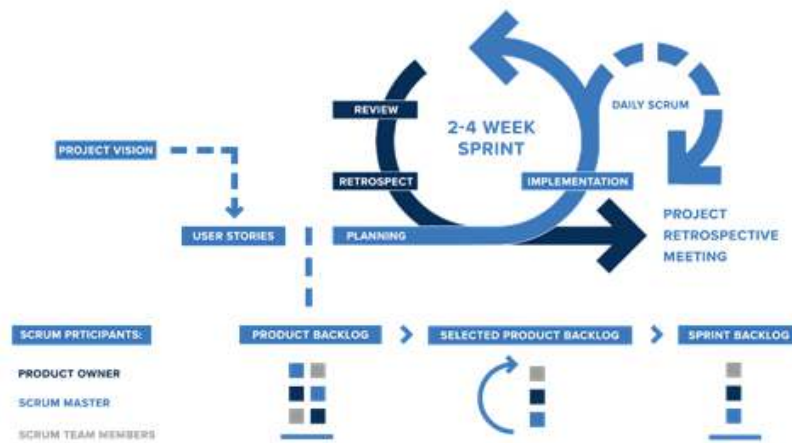 REVIEW
DAILY SCRUM
2-4 WEEK
SPRINT
PROJECT VISION
RETROSPECT
IMPLEMENTATION
USER STORIES
PLANNING
PROJECT
RETROSPECTIVE
MEETING
SCRUM PRTICIPANTS:
PRODUCT BACKLOG
SELECTED PRODUCT BACKLOG
SPRINT BACKLOG
PRODUCT OWNER
SCRUM MASTER
SCRUM TEAM MEMBERS